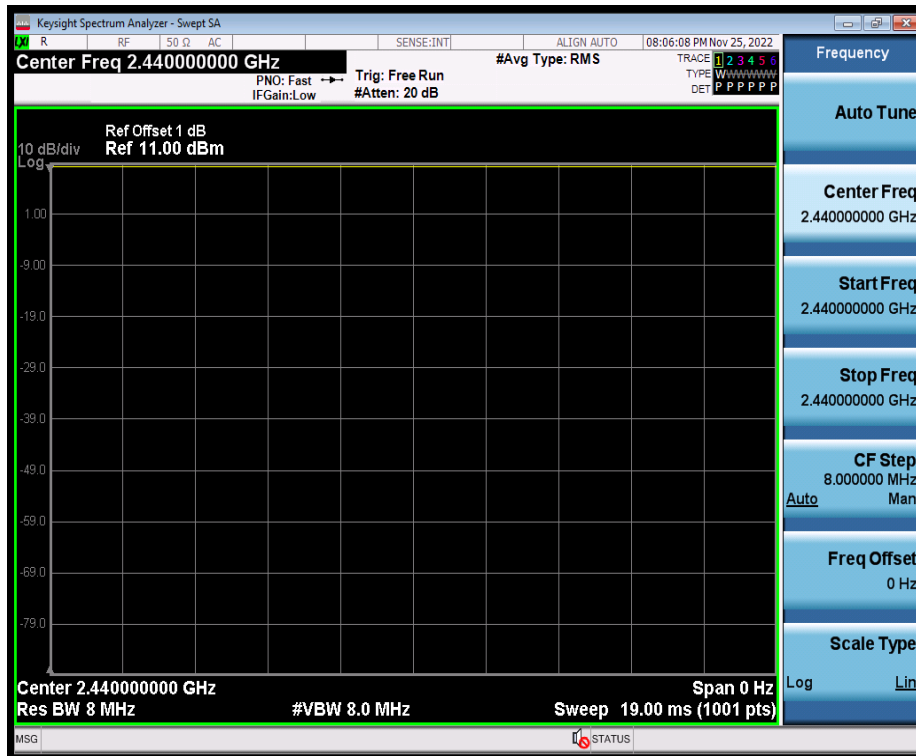 Keysight Spectrum Analyzer - Swept SA
LXI R RF 50 Ω AC SENSE:INT ALIGN AUTO 08:06:08 PM Nov 25, 2022
Center Freq 2.440000000 GHz
PNO: Fast
IFGain:Low
Trig: Free Run
#Atten: 20 dB
#Avg Type: RMS
TRACE 1 2 3 4 5 6
TYPE WWWWWWW
DET P P P P P P
Ref Offset 1 dB
10 dB/div Ref 11.00 dBm
Log
1.00
-9.00
-19.0
-29.0
-39.0
-49.0
-59.0
-69.0
-79.0
Center 2.440000000 GHz Span 0 Hz
Res BW 8 MHz #VBW 8.0 MHz Sweep 19.00 ms (1001 pts)
MSG STATUS
Frequency
Auto Tune
Center Freq
2.440000000 GHz
Start Freq
2.440000000 GHz
Stop Freq
2.440000000 GHz
CF Step
8.000000 MHz
Auto Man
Freq Offset
0 Hz
Scale Type
Log Lin